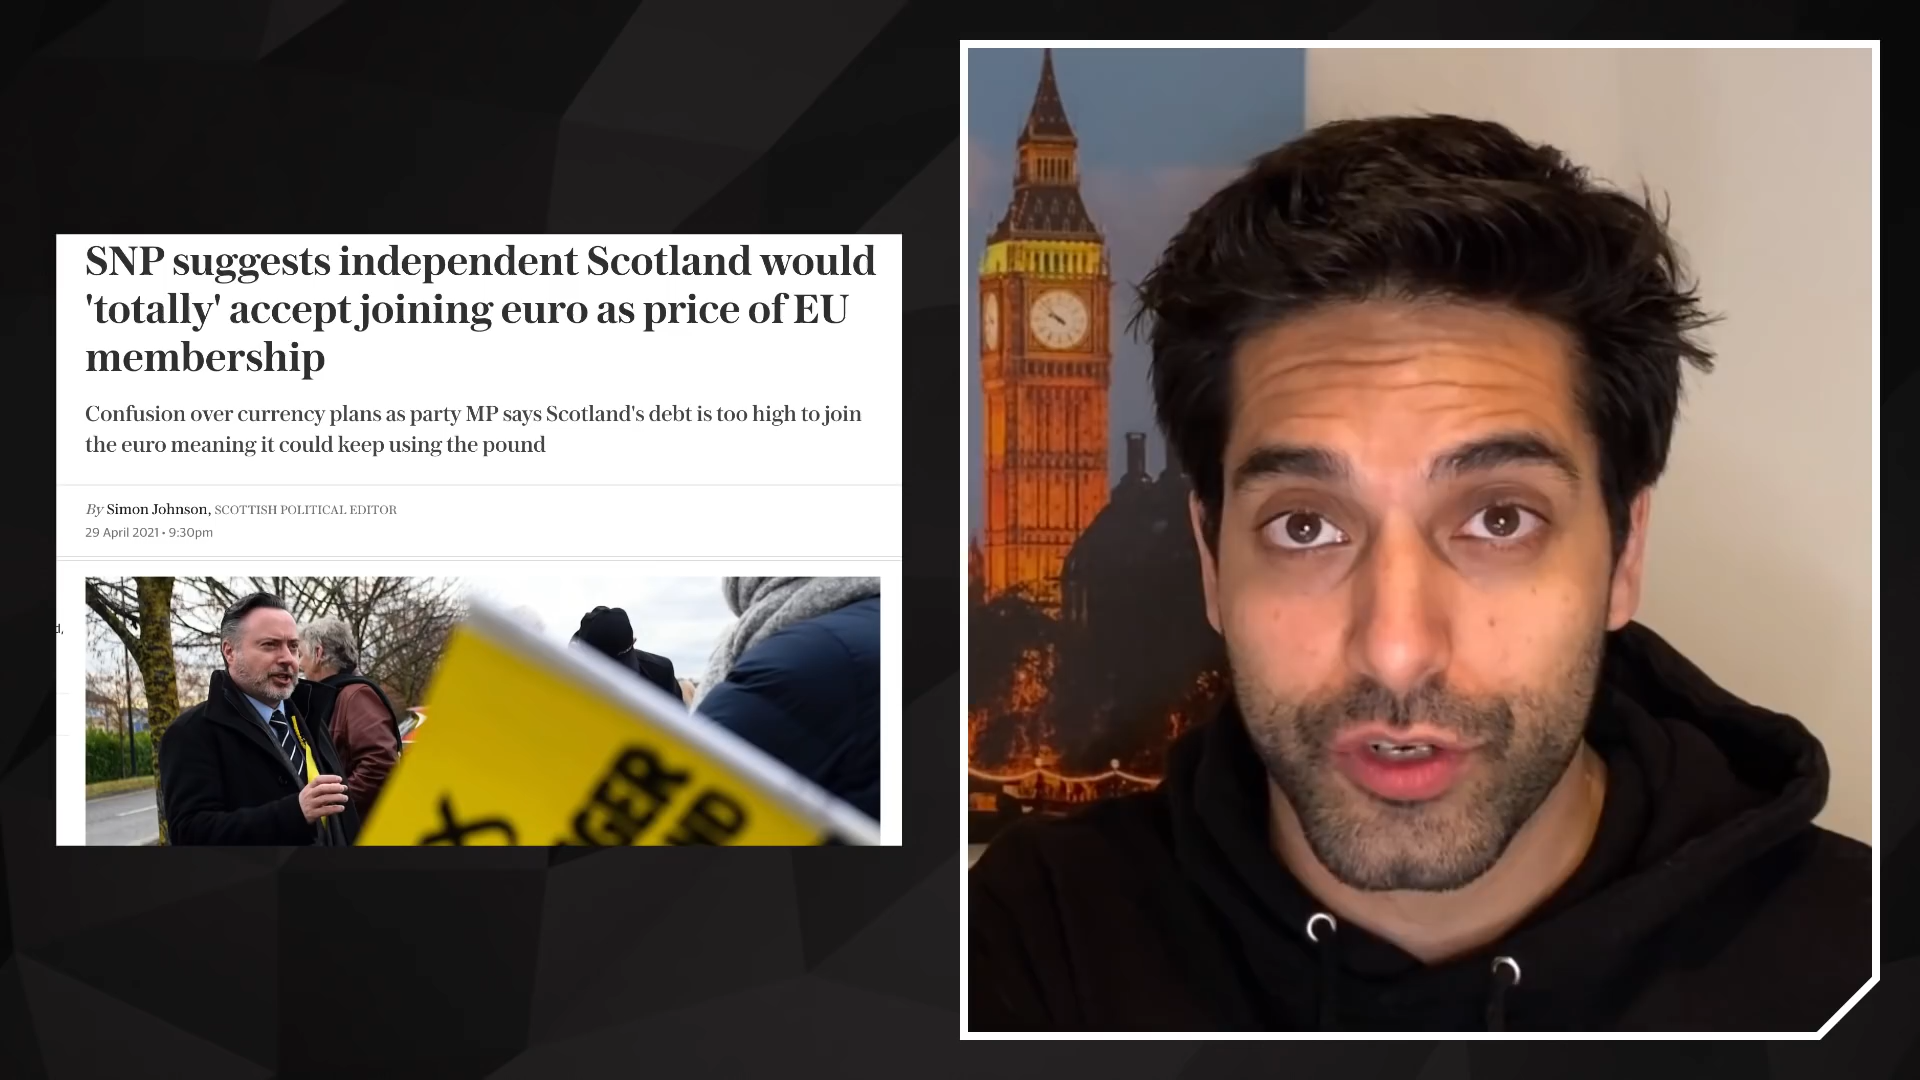 SNP suggests independent Scotland would
'totally' accept joining euro as price of EU
membership
Confusion over currency plans as party MP says Scotland's debt is too high to join
the euro meaning it could keep using the pound
By Simon Johnson, SCOTTISH POLITICAL EDITOR
29 April 2021 • 9:30pm
d,
GER
ND